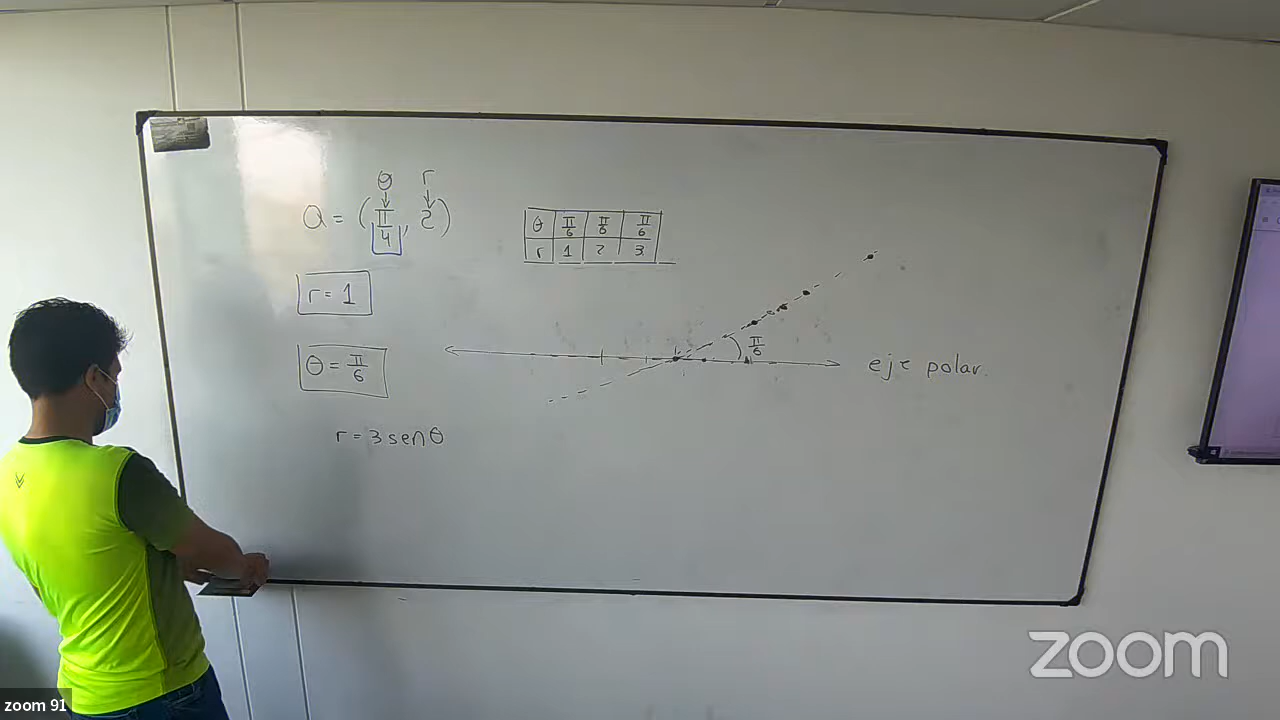 θ r
Q = (π/4, 2)
θ π/6 π/6 π/6
r 1 2 3
r = 1
π/6
θ = π/6
eje polar.
r = 3 sen θ
zoom
zoom 91